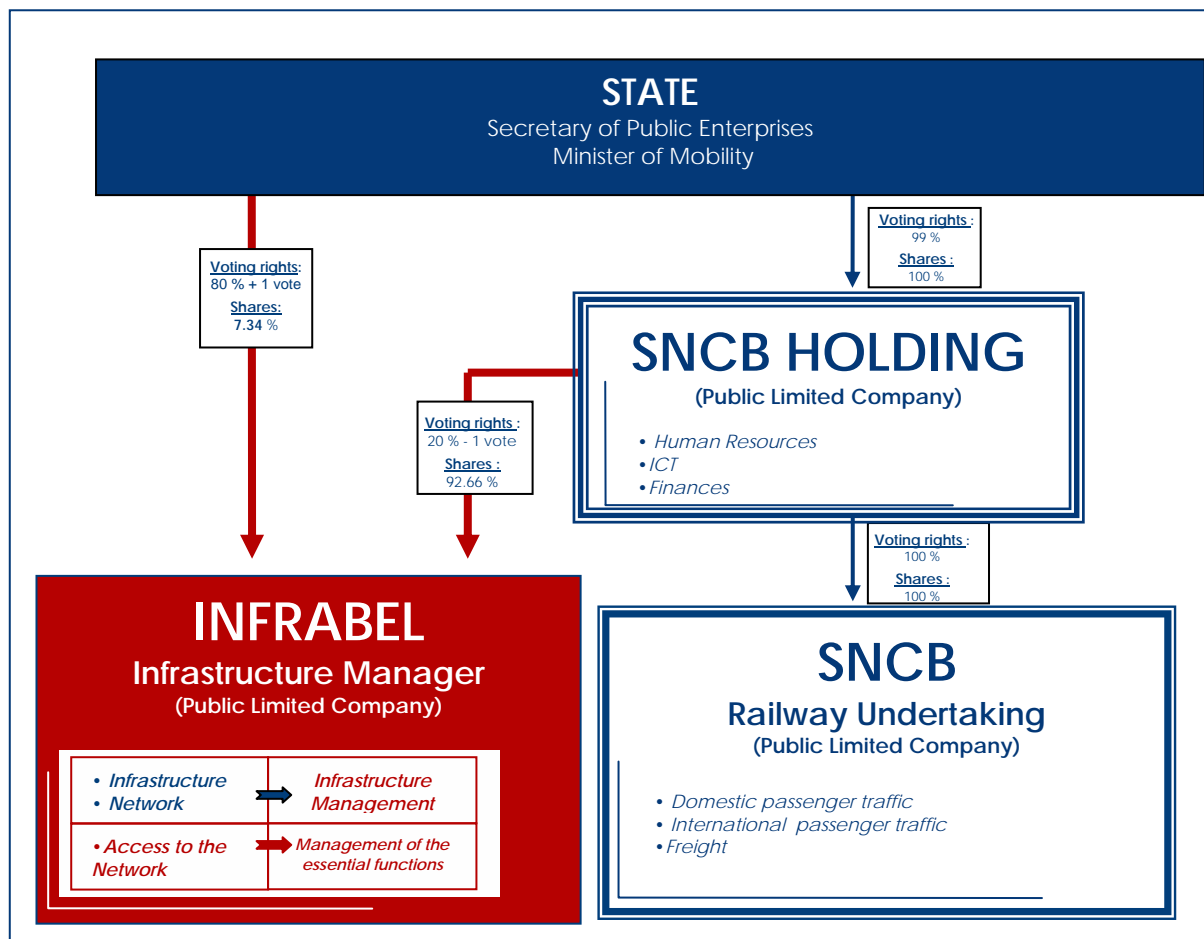 STATE
Secretary of Public Enterprises
Minister of Mobility
Voting rights:
80 % + 1 vote
Shares:
7.34 %
Voting rights :
99 %
Shares :
100 %
SNCB HOLDING
(Public Limited Company)
• Human Resources
• ICT
• Finances
Voting rights :
20 % - 1 vote
Shares :
92.66 %
Voting rights :
100 %
Shares :
100 %
INFRABEL
Infrastructure Manager
(Public Limited Company)
• Infrastructure
• Network
Infrastructure
Management
• Access to the
Network
Management of the
essential functions
SNCB
Railway Undertaking
(Public Limited Company)
• Domestic passenger traffic
• International passenger traffic
• Freight